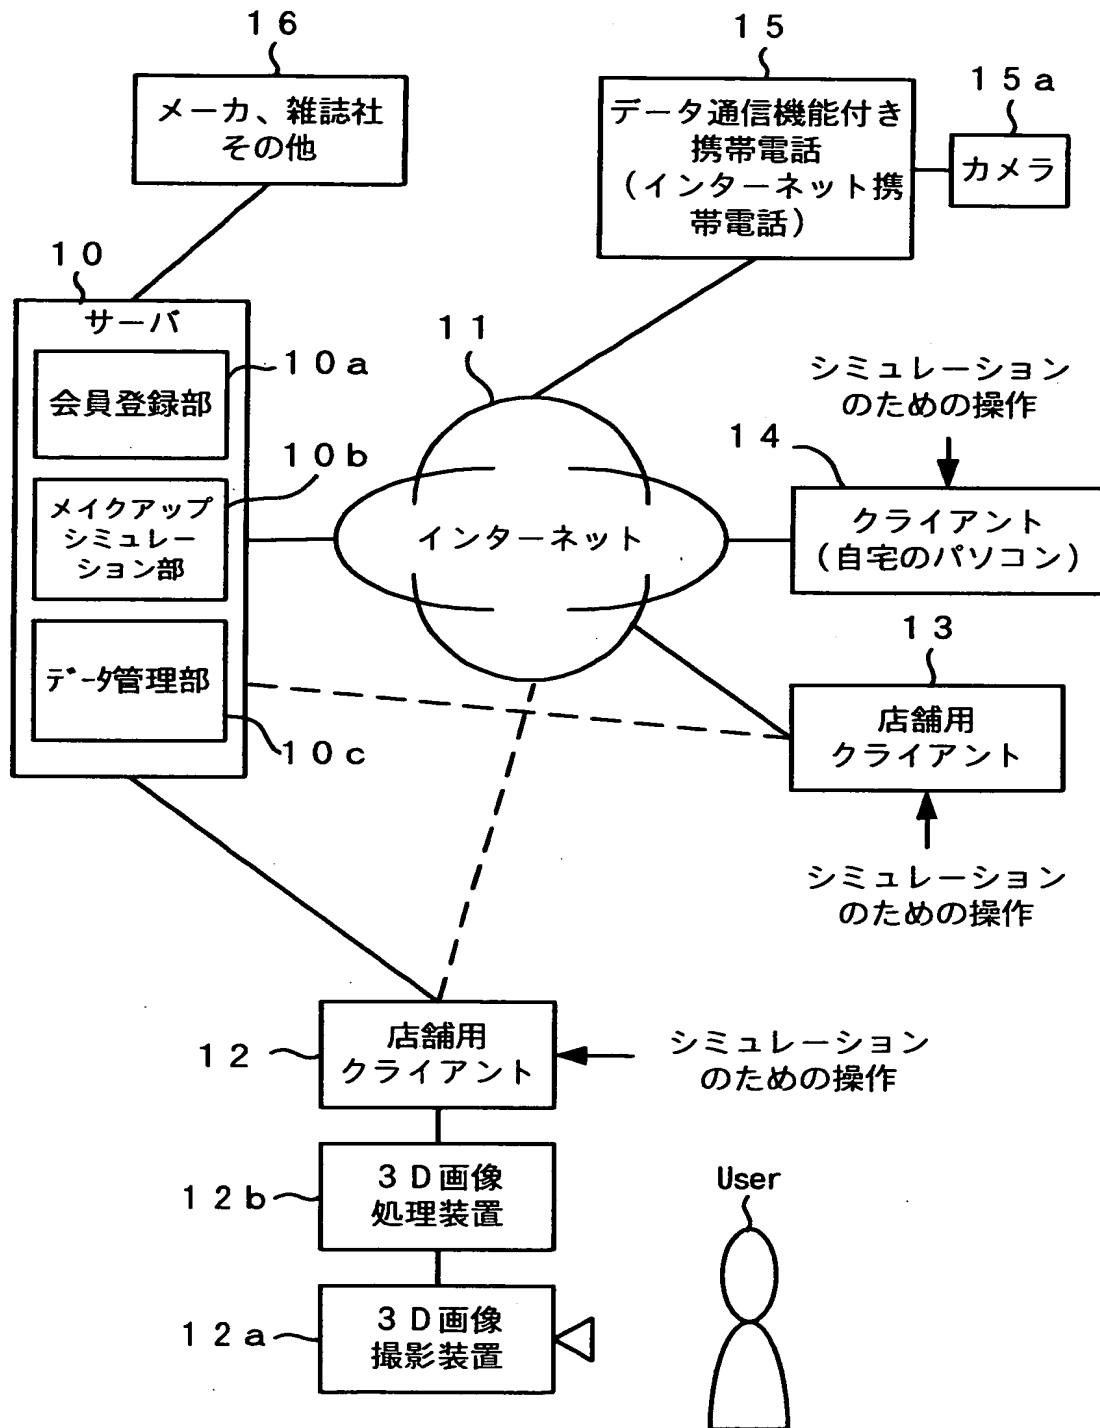 １６
メーカ、雑誌社
その他
１５
データ通信機能付き
携帯電話
（インターネット携
帯電話）
１５ａ
カメラ
１０
サーバ
１０ａ
会員登録部
１０ｂ
メイクアップ
シミュレー
ション部
データ管理部
１０ｃ
１１
インターネット
シミュレーション
のための操作
１４
クライアント
（自宅のパソコン）
１３
店舗用
クライアント
シミュレーション
のための操作
１２
店舗用
クライアント
シミュレーション
のための操作
１２ｂ
３Ｄ画像
処理装置
１２ａ
３Ｄ画像
撮影装置
User